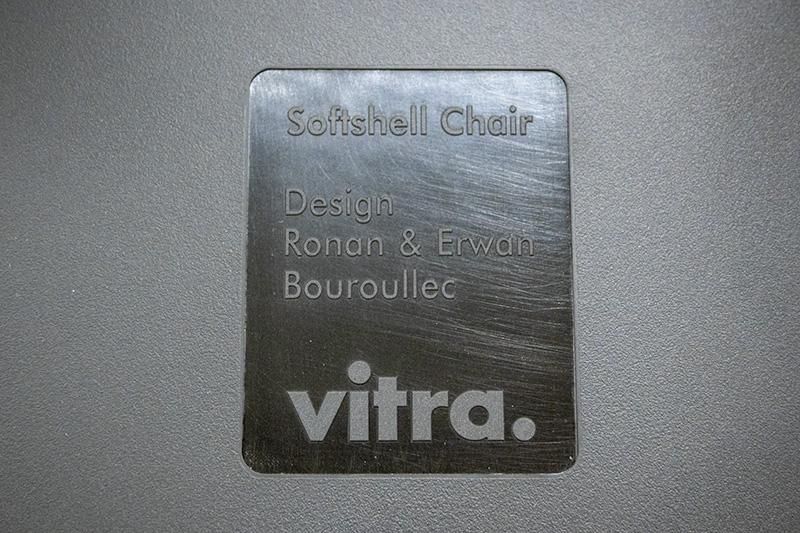 Softshell Chair
Design
Ronan & Erwan
Bouroullec
vitra.